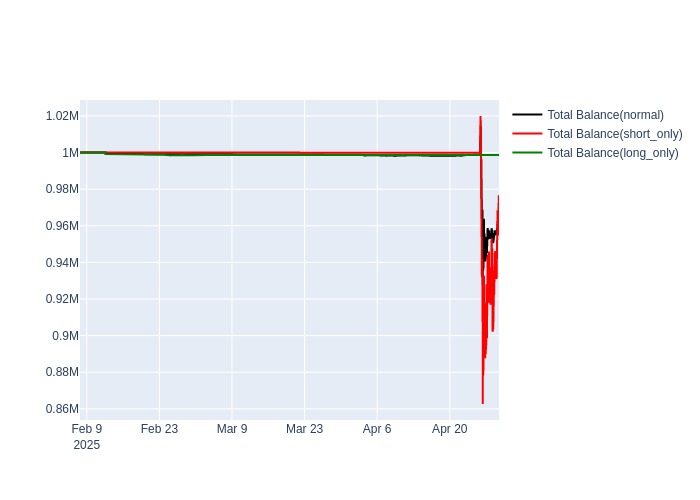 1.02M
1M
0.98M
0.96M
0.94M
0.92M
0.9M
0.88M
0.86M
Feb 9
2025
Feb 23
Mar 9
Mar 23
Apr 6
Apr 20
Total Balance(normal)
Total Balance(short_only)
Total Balance(long_only)